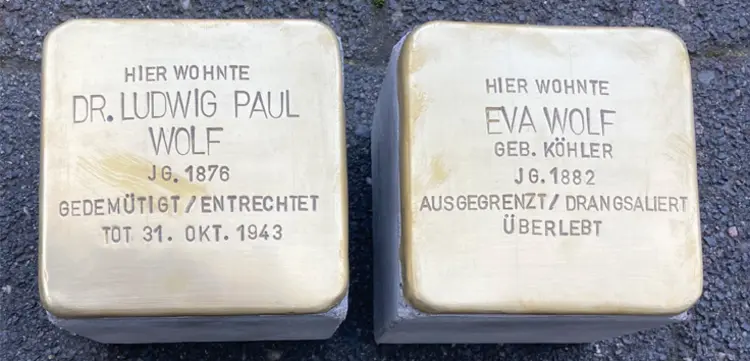 HIER WOHNTE
DR. LUDWIG PAUL
WOLF
JG. 1876
GEDEMÜTIGT/ENTRECHTET
TOT 31. OKT. 1943
HIER WOHNTE
EVA WOLF
GEB. KÖHLER
JG. 1882
AUSGEGRENZT/DRANGSALIERT
ÜBERLEBT